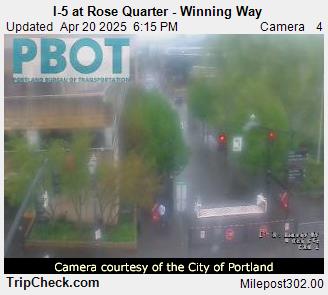 I-5 at Rose Quarter - Winning Way
Updated Apr 20 2025 6:15 PM Camera 4
PBOT
PORTLAND BUREAU OF TRANSPORTATION
Camera courtesy of the City of Portland
TripCheck.com Milepost302.00